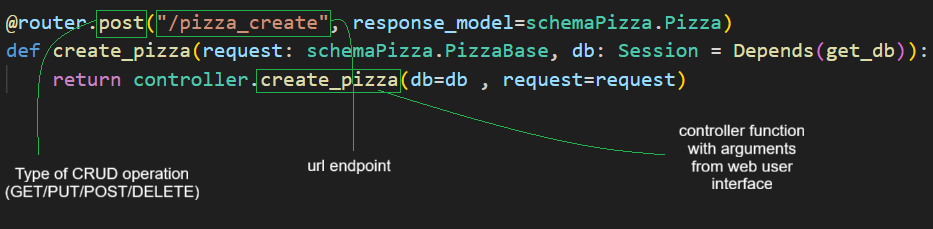 @router.post("/pizza_create", response_model=schemaPizza.Pizza)
def create_pizza(request: schemaPizza.PizzaBase, db: Session = Depends(get_db)):
    return controller.create_pizza(db=db , request=request)
Type of CRUD operation
(GET/PUT/POST/DELETE)
url endpoint
controller function
with arguments
from web user
interface